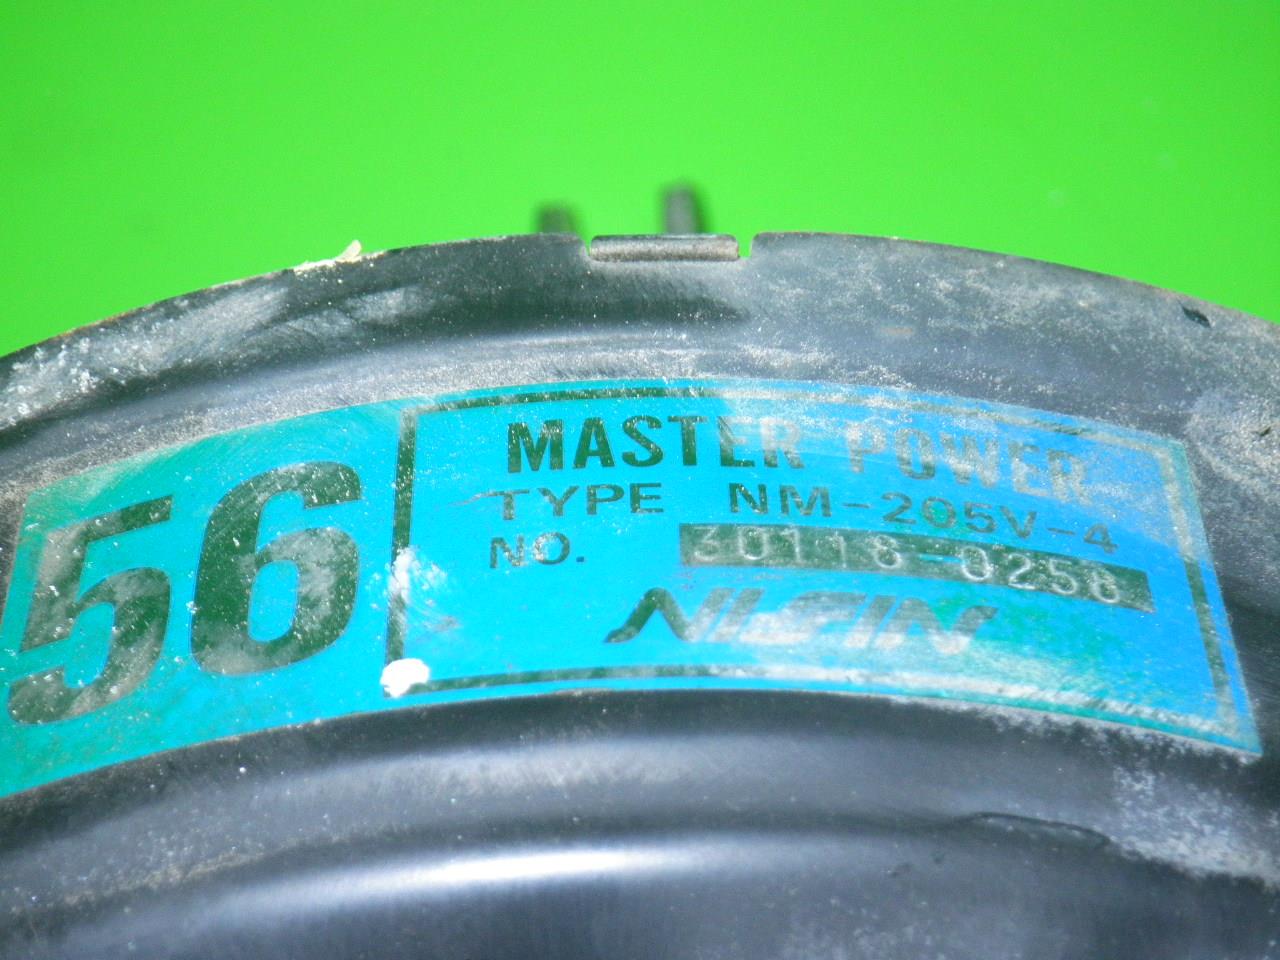 56
MASTER POWER
TYPE NM-205V-4
NO. 30118-0256